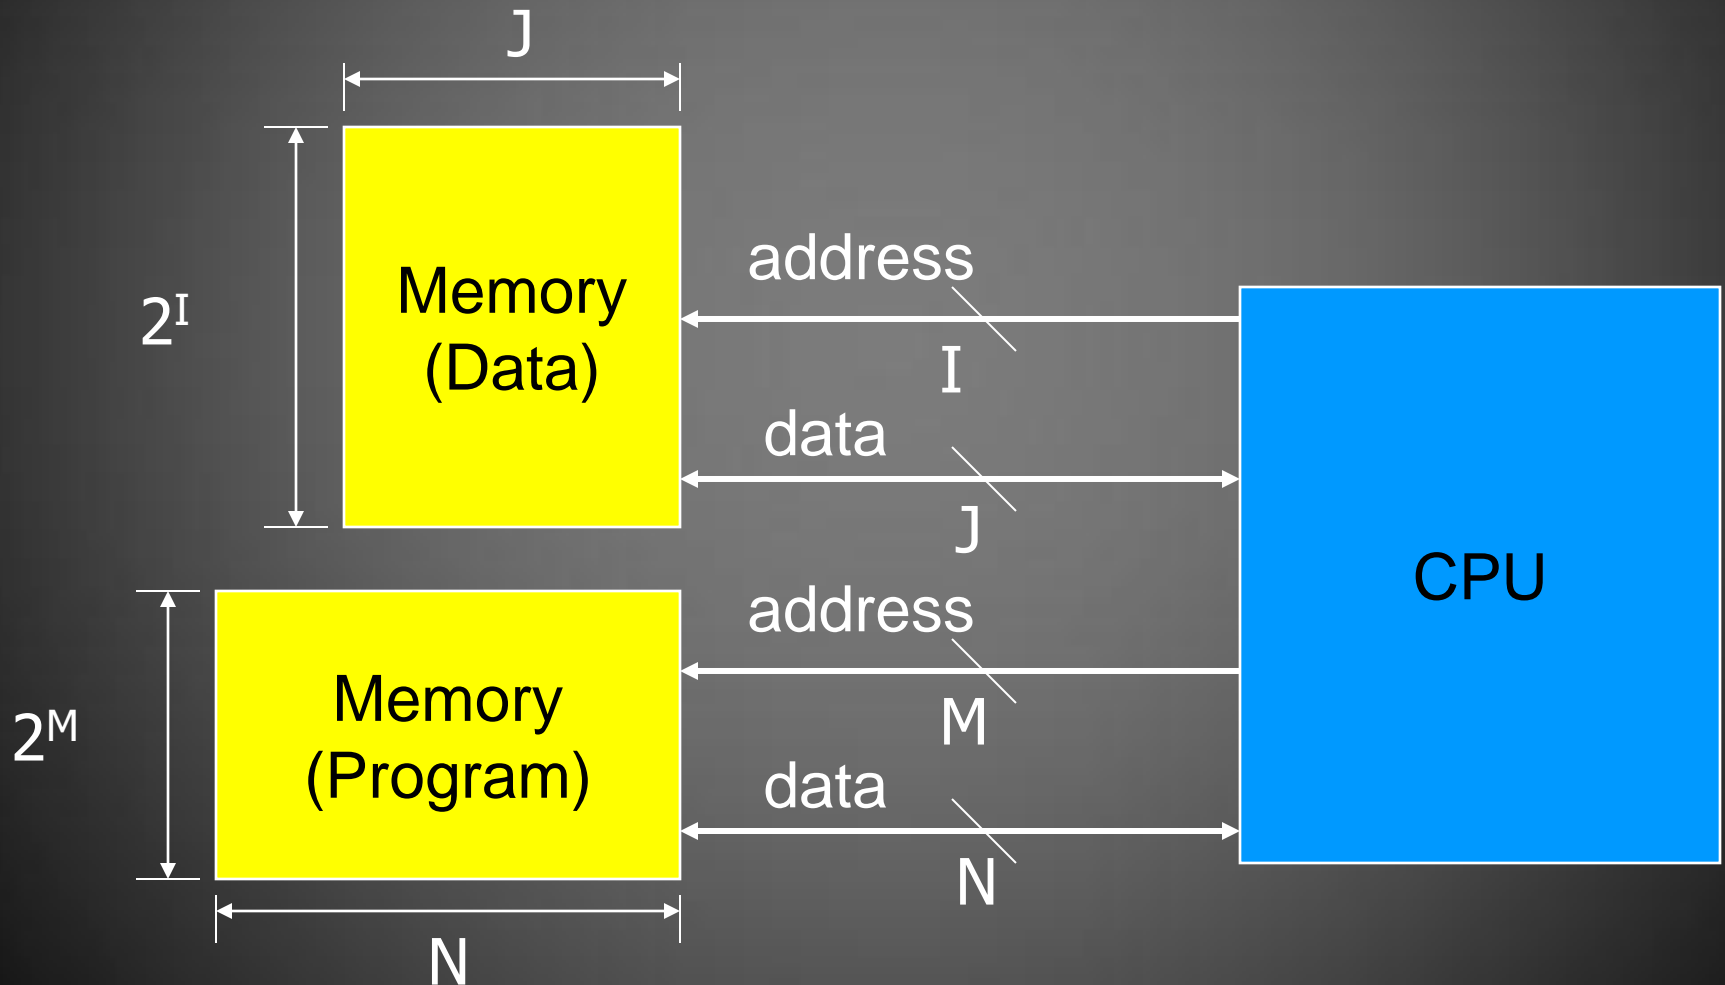 J
2ᴵ
Memory
(Data)
address
I
data
J
CPU
2ᴹ
Memory
(Program)
address
M
data
N
N